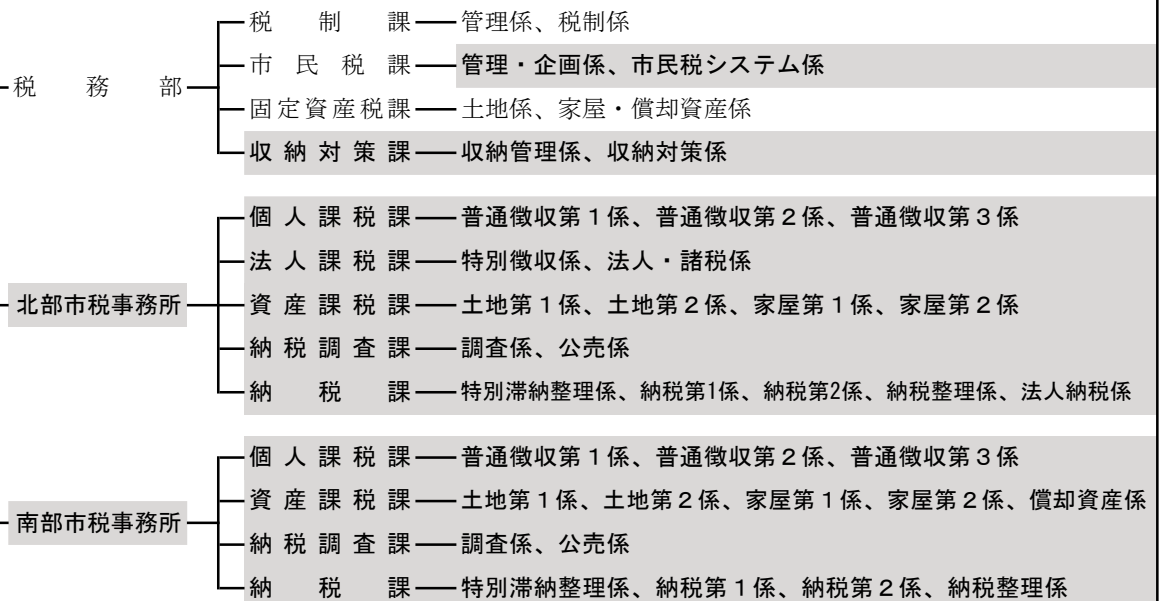 税務部
税制課 管理係、税制係
市民税課 管理・企画係、市民税システム係
固定資産税課 土地係、家屋・償却資産係
収納対策課 収納管理係、収納対策係
北部市税事務所
個人課税課 普通徴収第１係、普通徴収第２係、普通徴収第３係
法人課税課 特別徴収係、法人・諸税係
資産課税課 土地第１係、土地第２係、家屋第１係、家屋第２係
納税調査課 調査係、公売係
納税課 特別滞納整理係、納税第1係、納税第2係、納税整理係、法人納税係
南部市税事務所
個人課税課 普通徴収第１係、普通徴収第２係、普通徴収第３係
資産課税課 土地第１係、土地第２係、家屋第１係、家屋第２係、償却資産係
納税調査課 調査係、公売係
納税課 特別滞納整理係、納税第１係、納税第２係、納税整理係